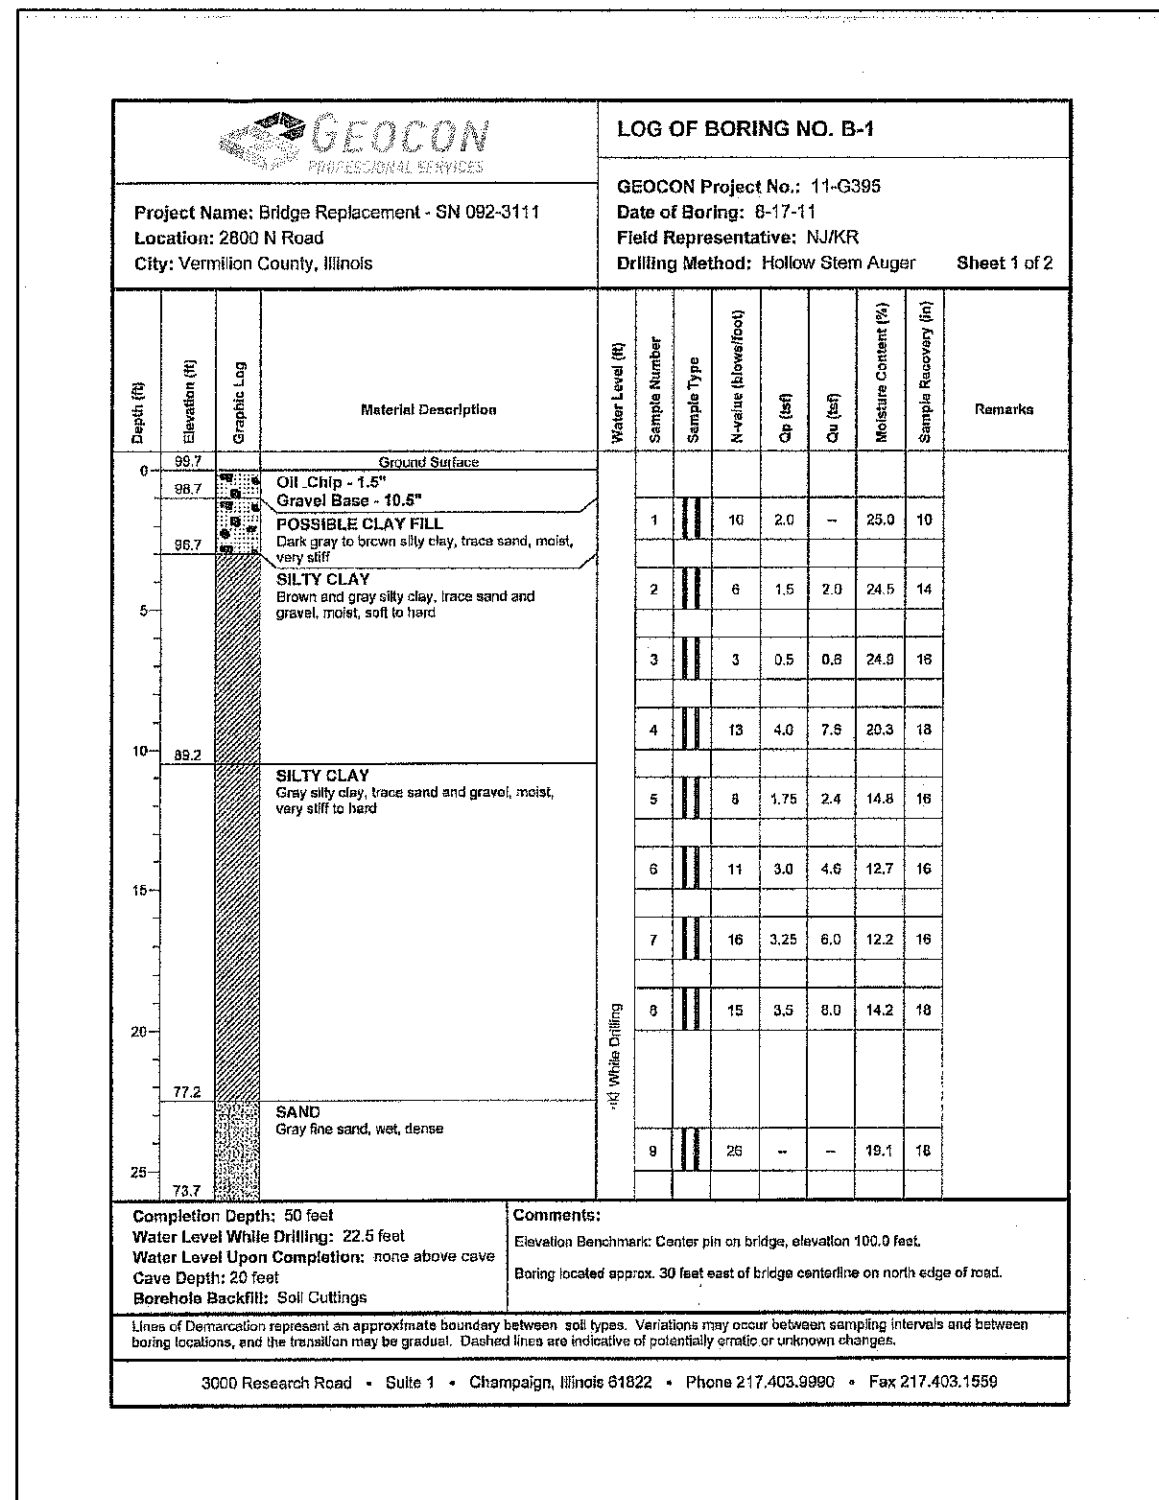 GEOCON
PROFESSIONAL SERVICES
LOG OF BORING NO. B-1
Project Name: Bridge Replacement - SN 092-3111
Location: 2800 N Road
City: Vermilion County, Illinois
GEOCON Project No.: 11-G395
Date of Boring: 8-17-11
Field Representative: NJ/KR
Drilling Method: Hollow Stem Auger Sheet 1 of 2
Depth (ft) Elevation (ft) Graphic Log Material Description Water Level (ft) Sample Number Sample Type N-value (blows/foot) Qp (tsf) Qu (tsf) Moisture Content (%) Sample Recovery (in) Remarks
99.7 Ground Surface
0
Oil Chip - 1.5"
98.7
Gravel Base - 10.5"
1 10 2.0 -- 25.0 10
POSSIBLE CLAY FILL
Dark gray to brown silty clay, trace sand, moist,
96.7
very stiff
SILTY CLAY
2 6 1.5 2.0 24.5 14
Brown and gray silty clay, trace sand and
5
gravel, moist, soft to hard
3 3 0.5 0.6 24.9 16
4 13 4.0 7.6 20.3 18
10
89.2
SILTY CLAY
Gray silty clay, trace sand and gravel, moist,
5 8 1.75 2.4 14.8 16
very stiff to hard
6 11 3.0 4.6 12.7 16
15
7 16 3.25 6.0 12.2 16
8 15 3.5 8.0 14.2 18
20
While Drilling
77.2
SAND
Gray fine sand, wet, dense
9 26 -- -- 19.1 18
25
73.7
Completion Depth: 50 feet
Water Level While Drilling: 22.5 feet
Water Level Upon Completion: none above cave
Cave Depth: 20 feet
Borehole Backfill: Soil Cuttings
Comments:
Elevation Benchmark: Center pin on bridge, elevation 100.0 feet.
Boring located approx. 30 feet east of bridge centerline on north edge of road.
Lines of Demarcation represent an approximate boundary between soil types. Variations may occur between sampling intervals and between
boring locations, and the transition may be gradual. Dashed lines are indicative of potentially erratic or unknown changes.
3000 Research Road • Suite 1 • Champaign, Illinois 61822 • Phone 217.403.9990 • Fax 217.403.1559